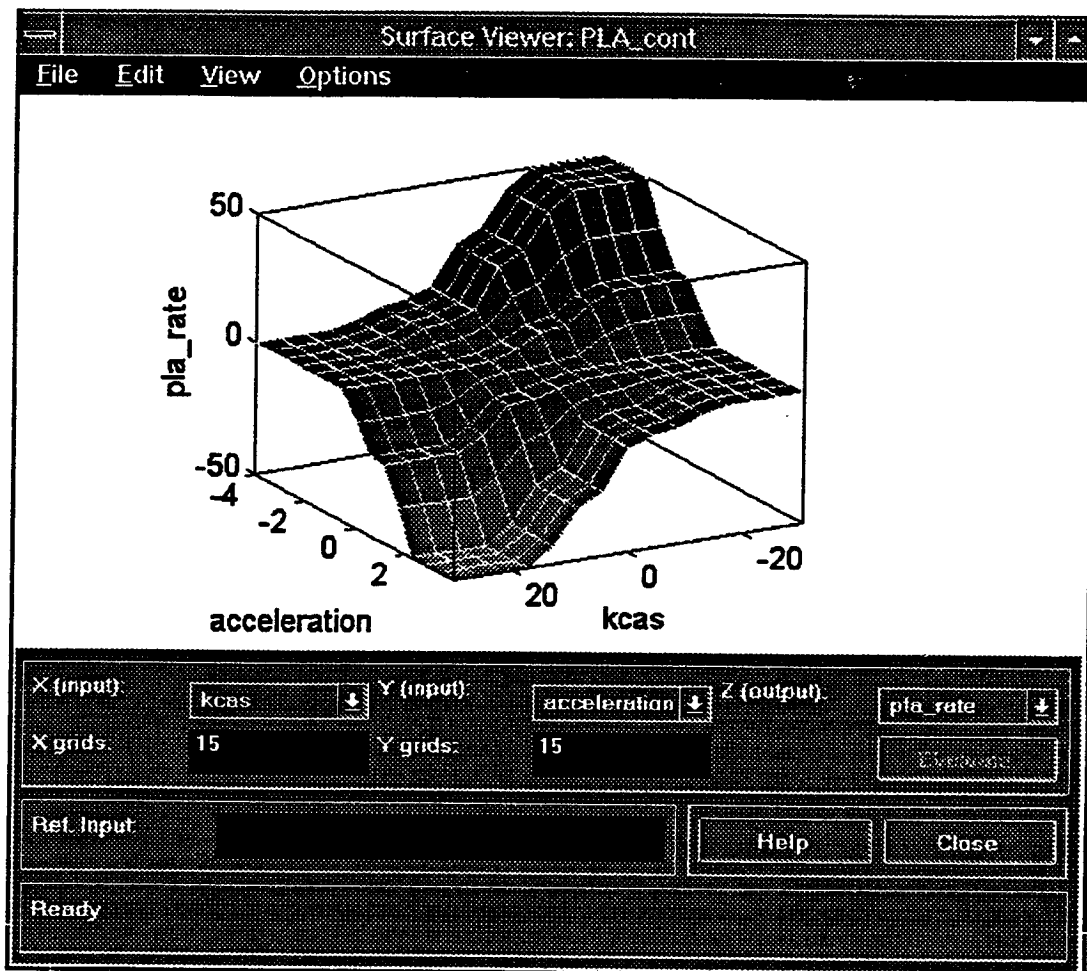 Surface Viewer: PLA_cont
File Edit View Options
50
0
-50
pla_rate
-4
-2
0
2
acceleration
20
0
-20
kcas
X (input): kcas Y (input): acceleration Z (output): pla_rate
X grids: 15 Y grids: 15
Ref. Input:
Help Close
Ready